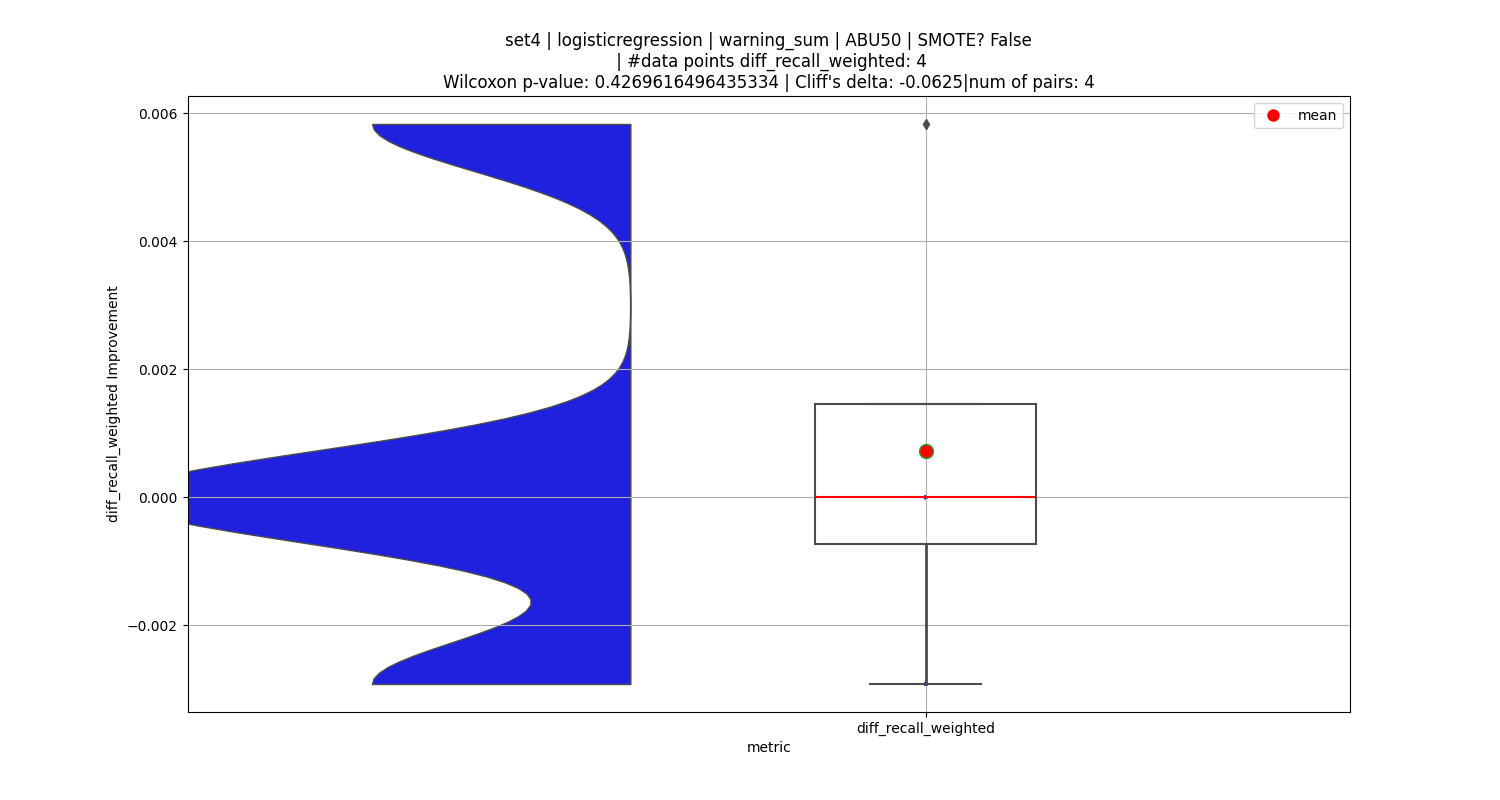 set4 | logisticregression | warning_sum | ABU50 | SMOTE? False
| #data points diff_recall_weighted: 4
Wilcoxon p-value: 0.4269616496435334 | Cliff's delta: -0.0625|num of pairs: 4
mean
0.006
0.004
0.002
0.000
−0.002
diff_recall_weighted Improvement
diff_recall_weighted
metric